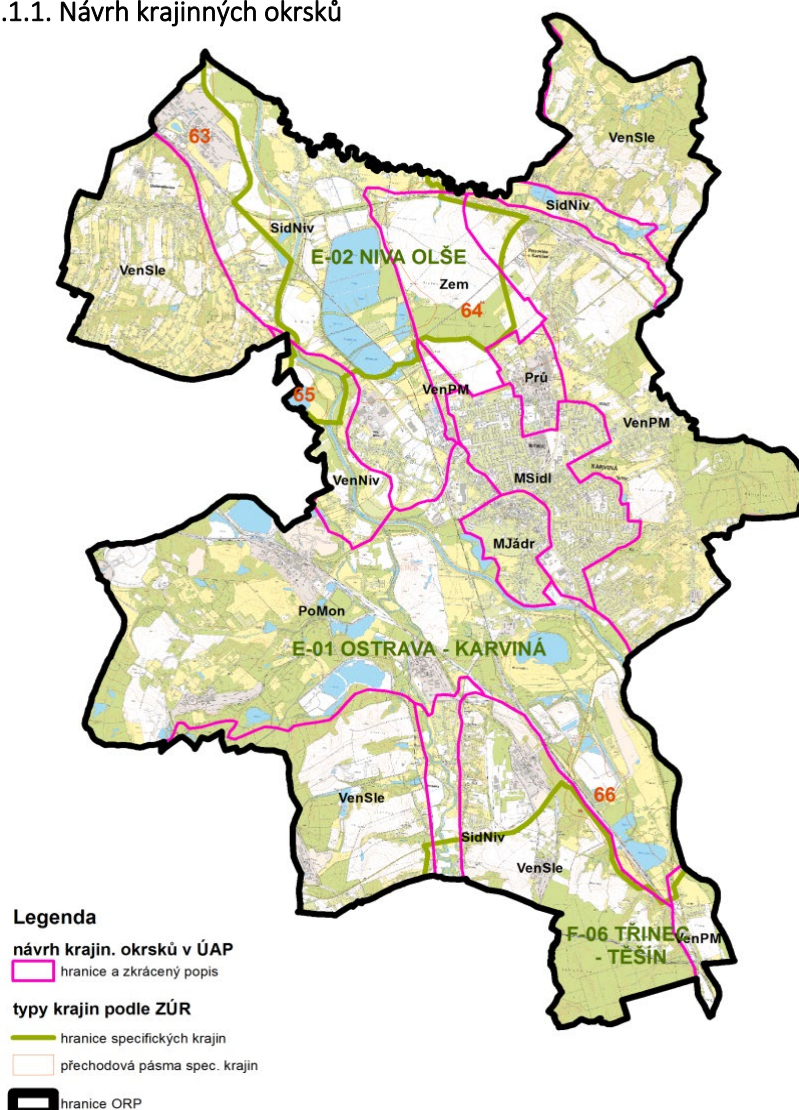 .1.1. Návrh krajinných okrsků
63
VenSle
SidNiv
VenSle
SidNiv
E-02 NIVA OLŠE
Zem
64
Prů
VenPM
65
VenPM
MSidl
KARVINÁ
VenNiv
MJádr
PoMon
E-01 OSTRAVA - KARVINÁ
VenSle
66
SidNiv
VenSle
F-06 TŘINEC
- TĚŠÍN
VenPM
Legenda
návrh krajin. okrsků v ÚAP
hranice a zkrácený popis
typy krajin podle ZÚR
hranice specifických krajin
přechodová pásma spec. krajin
hranice ORP